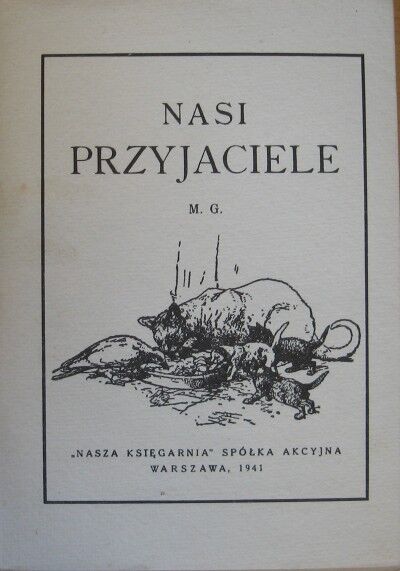 NASI
PRZYJACIELE
M. G.
„NASZA KSIĘGARNIA" SPÓŁKA AKCYJNA
WARSZAWA, 1941